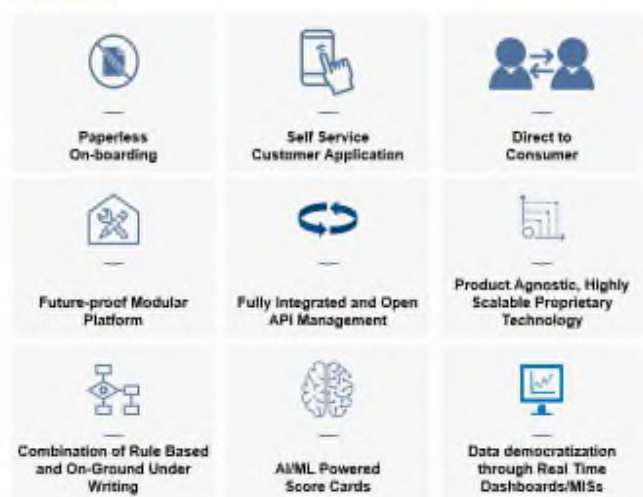 Paperless
On-boarding
Self Service
Customer Application
Direct to
Consumer
Future-proof Modular
Platform
Fully Integrated and Open
API Management
Product Agnostic, Highly
Scalable Proprietary
Technology
Combination of Rule Based
and On-Ground Under
Writing
AI/ML Powered
Score Cards
Data democratization
through Real Time
Dashboards/MISs